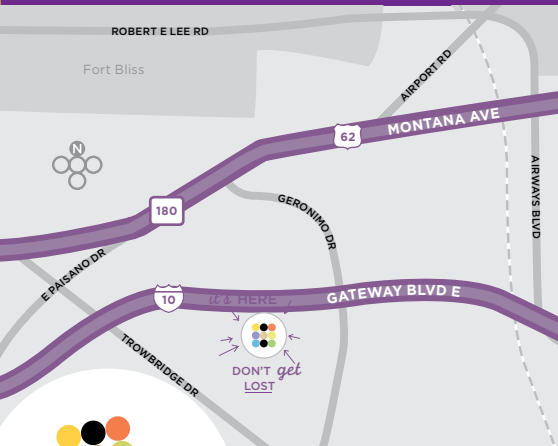 ROBERT E LEE RD
Fort Bliss
AIRPORT RD
62
MONTANA AVE
N
AIRWAYS BLVD
180
GERONIMO DR
E PAISANO DR
10
it's HERE
GATEWAY BLVD E
TROWBRIDGE DR
DON'T get
LOST